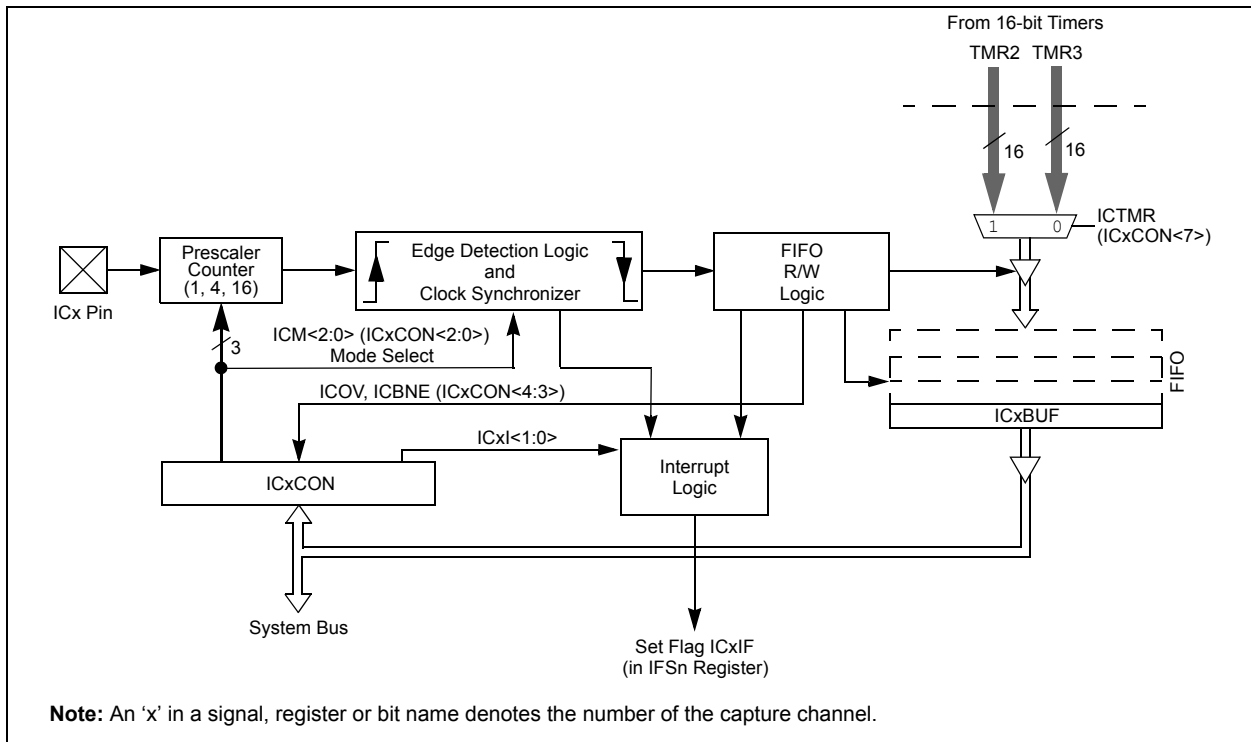 From 16-bit Timers
TMR2 TMR3
16 16
1 0
ICTMR
(ICxCON<7>)
Prescaler
Counter
(1, 4, 16)
Edge Detection Logic
and
Clock Synchronizer
FIFO
R/W
Logic
ICx Pin
3
ICM<2:0> (ICxCON<2:0>)
Mode Select
FIFO
ICOV, ICBNE (ICxCON<4:3>)
ICxBUF
ICxI<1:0>
Interrupt
Logic
ICxCON
System Bus
Set Flag ICxIF
(in IFSn Register)
Note: An ‘x’ in a signal, register or bit name denotes the number of the capture channel.